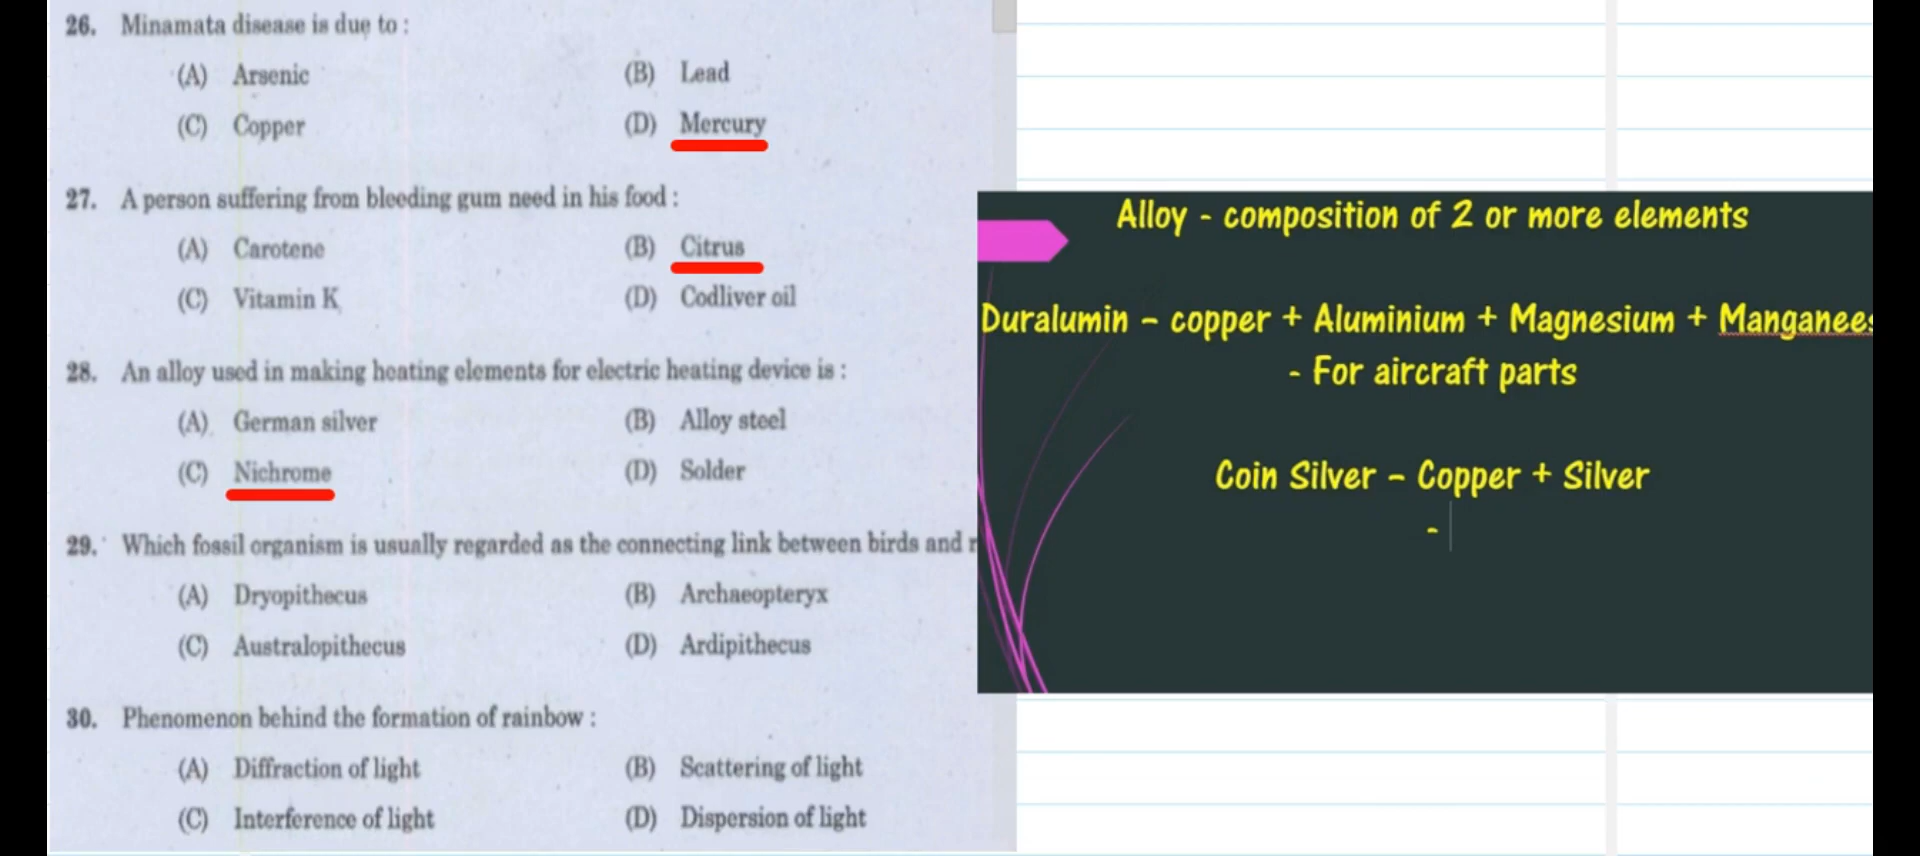 26. Minamata disease is due to :
(A) Arsenic (B) Lead
(C) Copper (D) Mercury
27. A person suffering from bleeding gum need in his food :
(A) Carotene (B) Citrus
(C) Vitamin K (D) Codliver oil
28. An alloy used in making heating elements for electric heating device is :
(A) German silver (B) Alloy steel
(C) Nichrome (D) Solder
29. Which fossil organism is usually regarded as the connecting link between birds and
(A) Dryopithecus (B) Archaeopteryx
(C) Australopithecus (D) Ardipithecus
30. Phenomenon behind the formation of rainbow :
(A) Diffraction of light (B) Scattering of light
(C) Interference of light (D) Dispersion of light
Alloy - composition of 2 or more elements
Duralumin – copper + Aluminium + Magnesium + Manganees
- For aircraft parts
Coin Silver – Copper + Silver
-